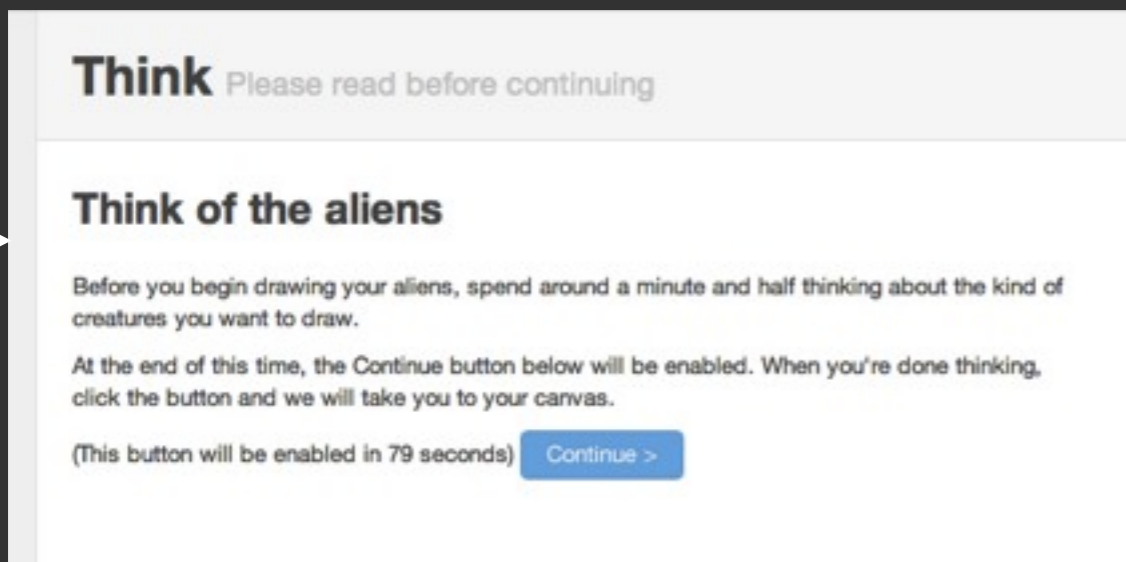 Think Please read before continuing
Think of the aliens
Before you begin drawing your aliens, spend around a minute and half thinking about the kind of
creatures you want to draw.
At the end of this time, the Continue button below will be enabled. When you're done thinking,
click the button and we will take you to your canvas.
(This button will be enabled in 79 seconds) Continue >